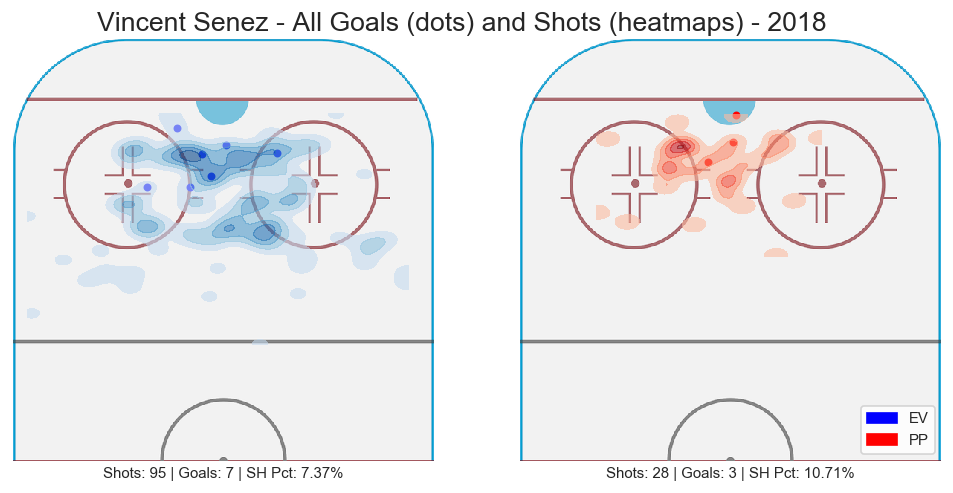 Vincent Senez - All Goals (dots) and Shots (heatmaps) - 2018
EV
PP
Shots: 95 | Goals: 7 | SH Pct: 7.37%
Shots: 28 | Goals: 3 | SH Pct: 10.71%